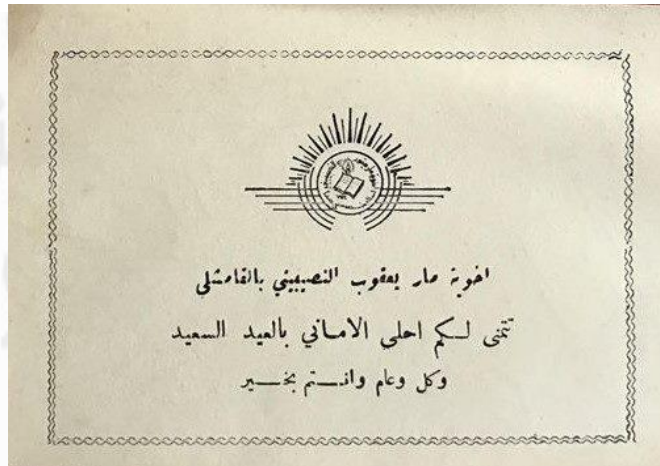 اخوية مار يعقوب النصيبيني بالقامشلي
تتمنى لكم احلى الاماني بالعيد السعيد
وكل وعام وانتم بخير